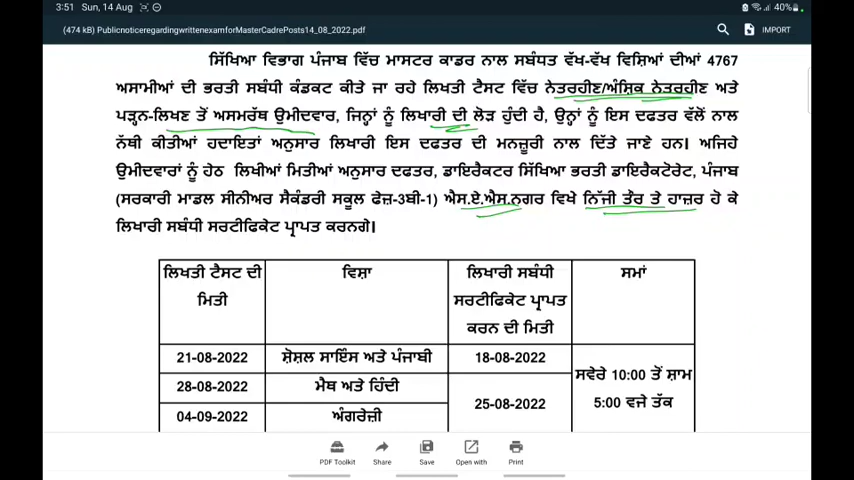 3:51 Sun, 14 Aug
40%
(474 kB) PublicnoticeregardingwrittenexamforMasterCadrePosts14_08_2022.pdf
IMPORT
ਸਿੱਖਿਆ ਵਿਭਾਗ ਪੰਜਾਬ ਵਿੱਚ ਮਾਸਟਰ ਕਾਡਰ ਨਾਲ ਸਬੰਧਤ ਵੱਖ-ਵੱਖ ਵਿਸ਼ਿਆਂ ਦੀਆਂ 4767
ਅਸਾਮੀਆਂ ਦੀ ਭਰਤੀ ਸਬੰਧੀ ਕੰਡਕਟ ਕੀਤੇ ਜਾ ਰਹੇ ਲਿਖਤੀ ਟੈਸਟ ਵਿੱਚ ਨੇਤਰਹੀਣ/ਅੰਸ਼ਿਕ ਨੇਤਰਹੀਣ ਅਤੇ
ਪੜ੍ਹਨ-ਲਿਖਣ ਤੋਂ ਅਸਮਰੱਥ ਉਮੀਦਵਾਰ, ਜਿਨ੍ਹਾਂ ਨੂੰ ਲਿਖਾਰੀ ਦੀ ਲੋੜ ਹੁੰਦੀ ਹੈ, ਉਨ੍ਹਾਂ ਨੂੰ ਇਸ ਦਫਤਰ ਵੱਲੋਂ ਨਾਲ
ਨੱਥੀ ਕੀਤੀਆਂ ਹਦਾਇਤਾਂ ਅਨੁਸਾਰ ਲਿਖਾਰੀ ਇਸ ਦਫਤਰ ਦੀ ਮਨਜ਼ੂਰੀ ਨਾਲ ਦਿੱਤੇ ਜਾਣੇ ਹਨ। ਅਜਿਹੇ
ਉਮੀਦਵਾਰਾਂ ਨੂੰ ਹੇਠ ਲਿਖੀਆਂ ਮਿਤੀਆਂ ਅਨੁਸਾਰ ਦਫਤਰ, ਡਾਇਰੈਕਟਰ ਸਿੱਖਿਆ ਭਰਤੀ ਡਾਇਰੈਕਟੋਰੇਟ, ਪੰਜਾਬ
(ਸਰਕਾਰੀ ਮਾਡਲ ਸੀਨੀਅਰ ਸੈਕੰਡਰੀ ਸਕੂਲ ਫੇਜ਼-3ਬੀ-1) ਐਸ.ਏ.ਐਸ.ਨਗਰ ਵਿਖੇ ਨਿੱਜੀ ਤੌਰ ਤੇ ਹਾਜ਼ਰ ਹੋ ਕੇ
ਲਿਖਾਰੀ ਸਬੰਧੀ ਸਰਟੀਫਿਕੇਟ ਪ੍ਰਾਪਤ ਕਰਨਗੇ।
ਲਿਖਤੀ ਟੈਸਟ ਦੀ ਮਿਤੀ
ਵਿਸ਼ਾ
ਲਿਖਾਰੀ ਸਬੰਧੀ ਸਰਟੀਫਿਕੇਟ ਪ੍ਰਾਪਤ ਕਰਨ ਦੀ ਮਿਤੀ
ਸਮਾਂ
21-08-2022 ਸ਼ੋਸ਼ਲ ਸਾਇੰਸ ਅਤੇ ਪੰਜਾਬੀ 18-08-2022
ਸਵੇਰੇ 10:00 ਤੋਂ ਸ਼ਾਮ
5:00 ਵਜੇ ਤੱਕ
28-08-2022 ਮੈਥ ਅਤੇ ਹਿੰਦੀ
25-08-2022
04-09-2022 ਅੰਗਰੇਜ਼ੀ
PDF Toolkit Share Save Open with Print